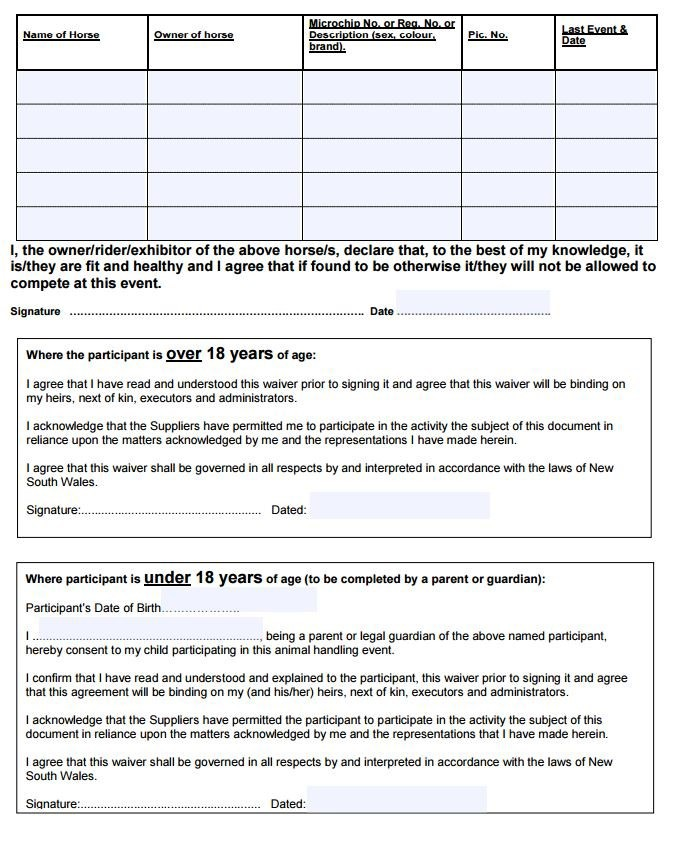 Name of Horse
Owner of horse
Microchip No. or Reg. No. or
Description (sex, colour,
brand).
Pic. No.
Last Event &
Date
I, the owner/rider/exhibitor of the above horse/s, declare that, to the best of my knowledge, it
is/they are fit and healthy and I agree that if found to be otherwise it/they will not be allowed to
compete at this event.
Signature ………………………………………………………………………. Date ……………………………………
Where the participant is over 18 years of age:
I agree that I have read and understood this waiver prior to signing it and agree that this waiver will be binding on
my heirs, next of kin, executors and administrators.
I acknowledge that the Suppliers have permitted me to participate in the activity the subject of this document in
reliance upon the matters acknowledged by me and the representations I have made herein.
I agree that this waiver shall be governed in all respects by and interpreted in accordance with the laws of New
South Wales.
Signature:...................................................... Dated:
Where participant is under 18 years of age (to be completed by a parent or guardian):
Participant's Date of Birth…………………..
I ...................................................................., being a parent or legal guardian of the above named participant,
hereby consent to my child participating in this animal handling event.
I confirm that I have read and understood and explained to the participant, this waiver prior to signing it and agree
that this agreement will be binding on my (and his/her) heirs, next of kin, executors and administrators.
I acknowledge that the Suppliers have permitted the participant to participate in the activity the subject of this
document in reliance upon the matters acknowledged by me and the representations that I have made herein.
I agree that this waiver shall be governed in all respects by and interpreted in accordance with the laws of New
South Wales.
Signature:...................................................... Dated: